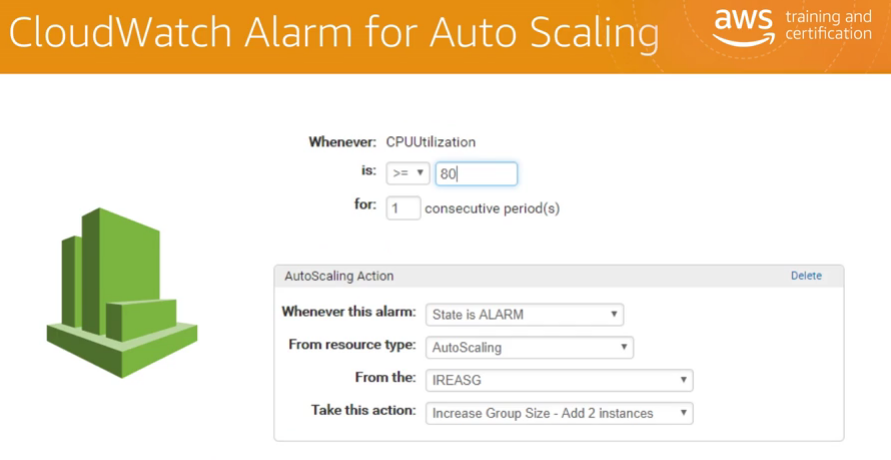 CloudWatch Alarm for Auto Scaling
aws training and
certification
Whenever: CPUUtilization
is: >= 80
for: 1 consecutive period(s)
AutoScaling Action Delete
Whenever this alarm: State is ALARM
From resource type: AutoScaling
From the: IREASG
Take this action: Increase Group Size - Add 2 instances